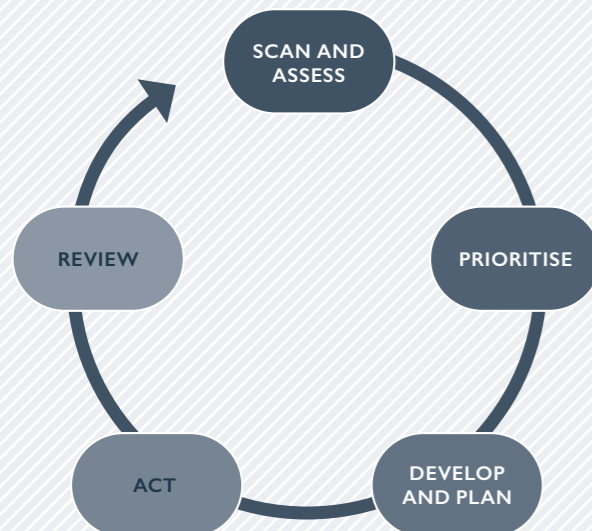 SCAN AND
ASSESS
PRIORITISE
DEVELOP
AND PLAN
ACT
REVIEW